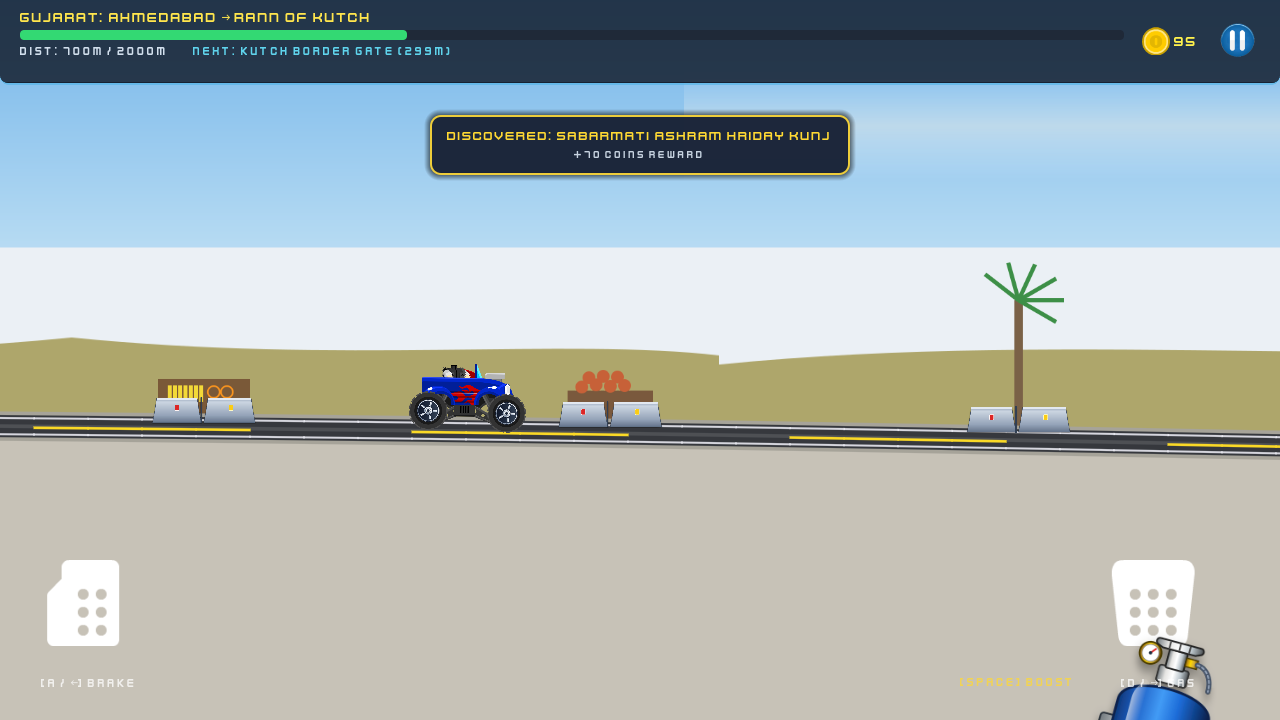 GUJARAT: AHMEDABAD → RANN OF KUTCH
DIST: 700M / 2000M
NEXT: KUTCH BORDER GATE (299M)
95
DISCOVERED: SABARMATI ASHRAM HRIDAY KUNJ
+70 COINS REWARD
[A / ←] BRAKE
[SPACE] BOOST
[D / →] GAS